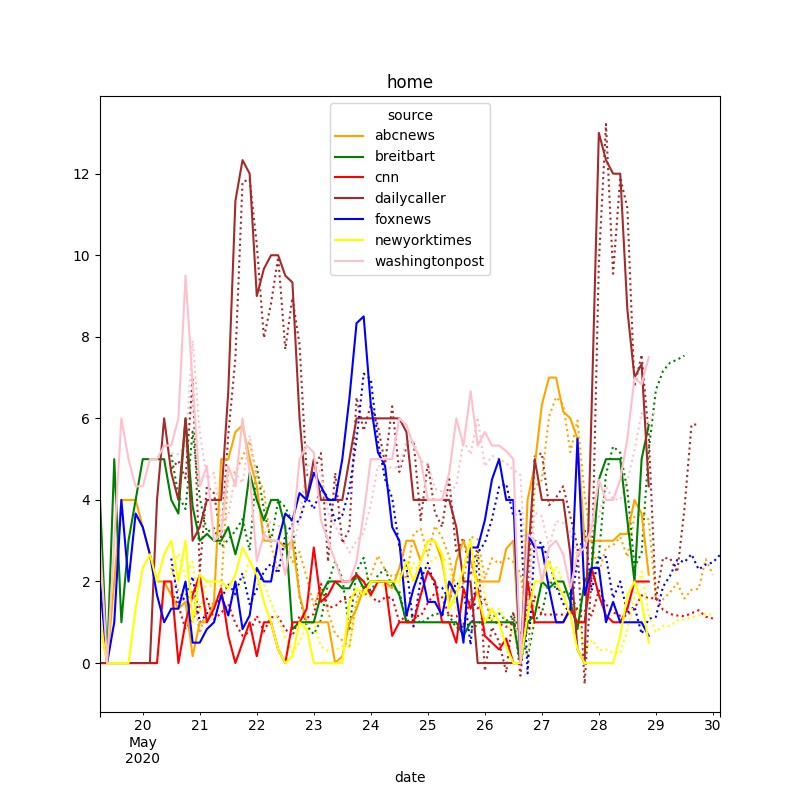 home
source
abcnews
breitbart
cnn
dailycaller
foxnews
newyorktimes
washingtonpost
12
10
8
6
4
2
0
20 21 22 23 24 25 26 27 28 29 30
May
2020
date